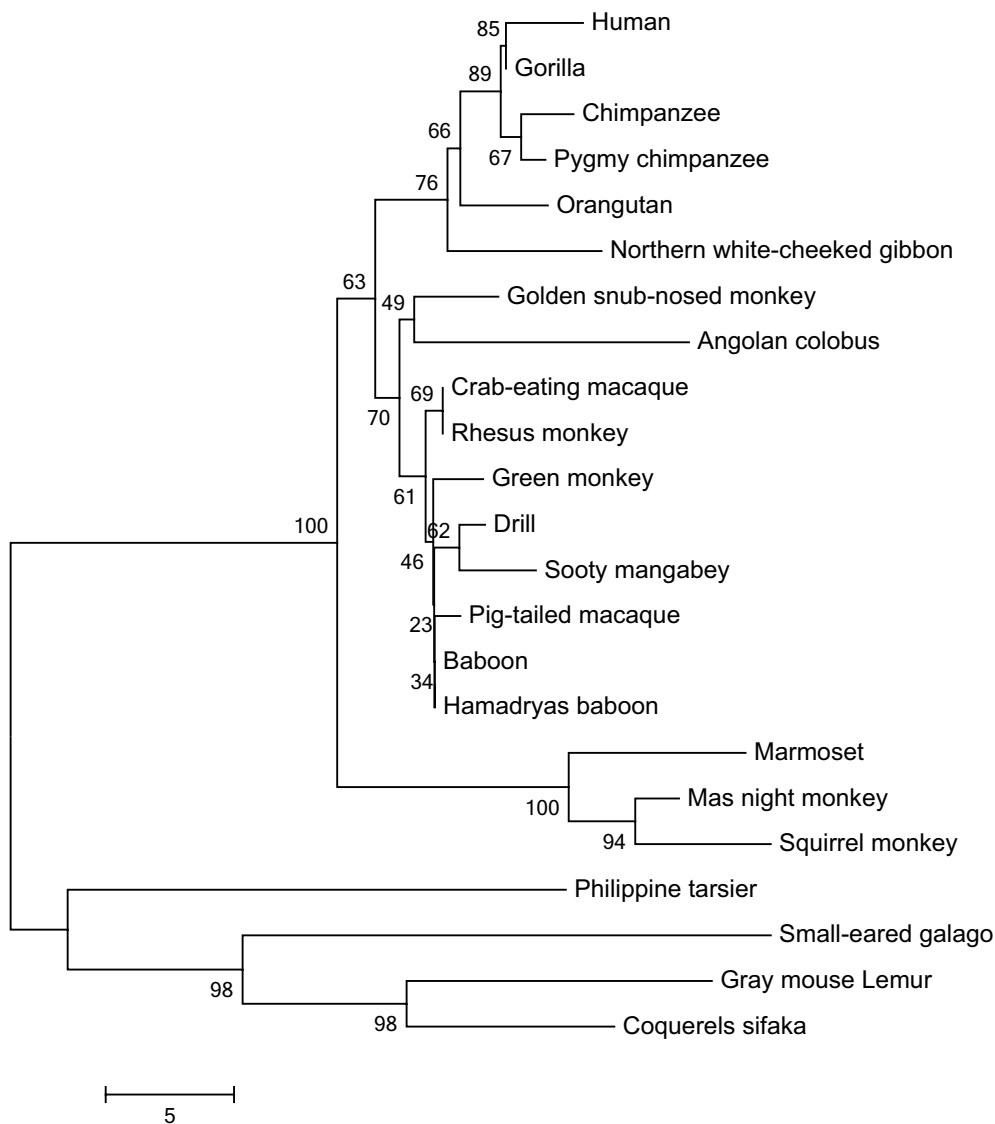 Human
85
Gorilla
89
Chimpanzee
66
67
Pygmy chimpanzee
76
Orangutan
Northern white-cheeked gibbon
63
49
Golden snub-nosed monkey
Angolan colobus
69
Crab-eating macaque
70
Rhesus monkey
Green monkey
61
62
Drill
100
46
Sooty mangabey
Pig-tailed macaque
23
Baboon
34
Hamadryas baboon
Marmoset
Mas night monkey
100
94
Squirrel monkey
Philippine tarsier
Small-eared galago
98
Gray mouse Lemur
98
Coquerels sifaka
5